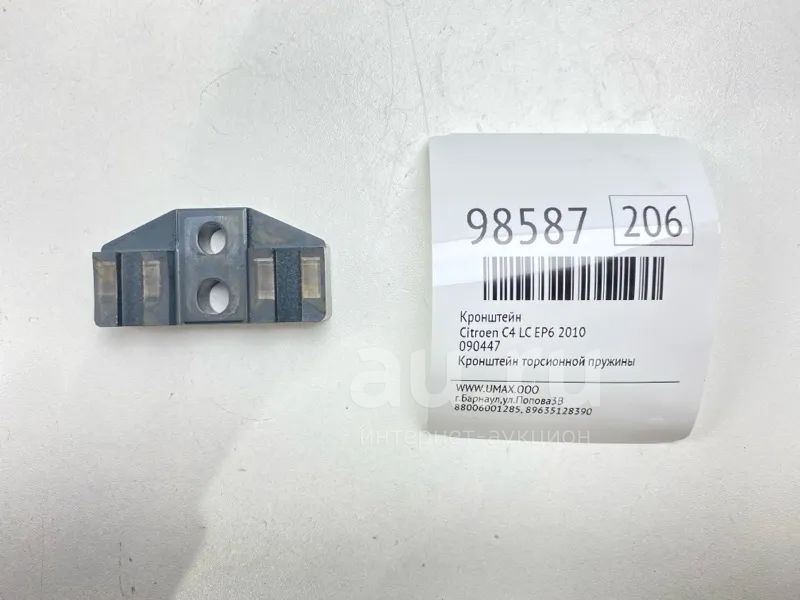 98587 206
Кронштейн
Citroen C4 LC EP6 2010
090447
Кронштейн торсионной пружины
WWW.UMAX.OOO
г.Барнаул,ул.Попова3В
88006001285, 89635128390
au.ru
интернет-аукцион